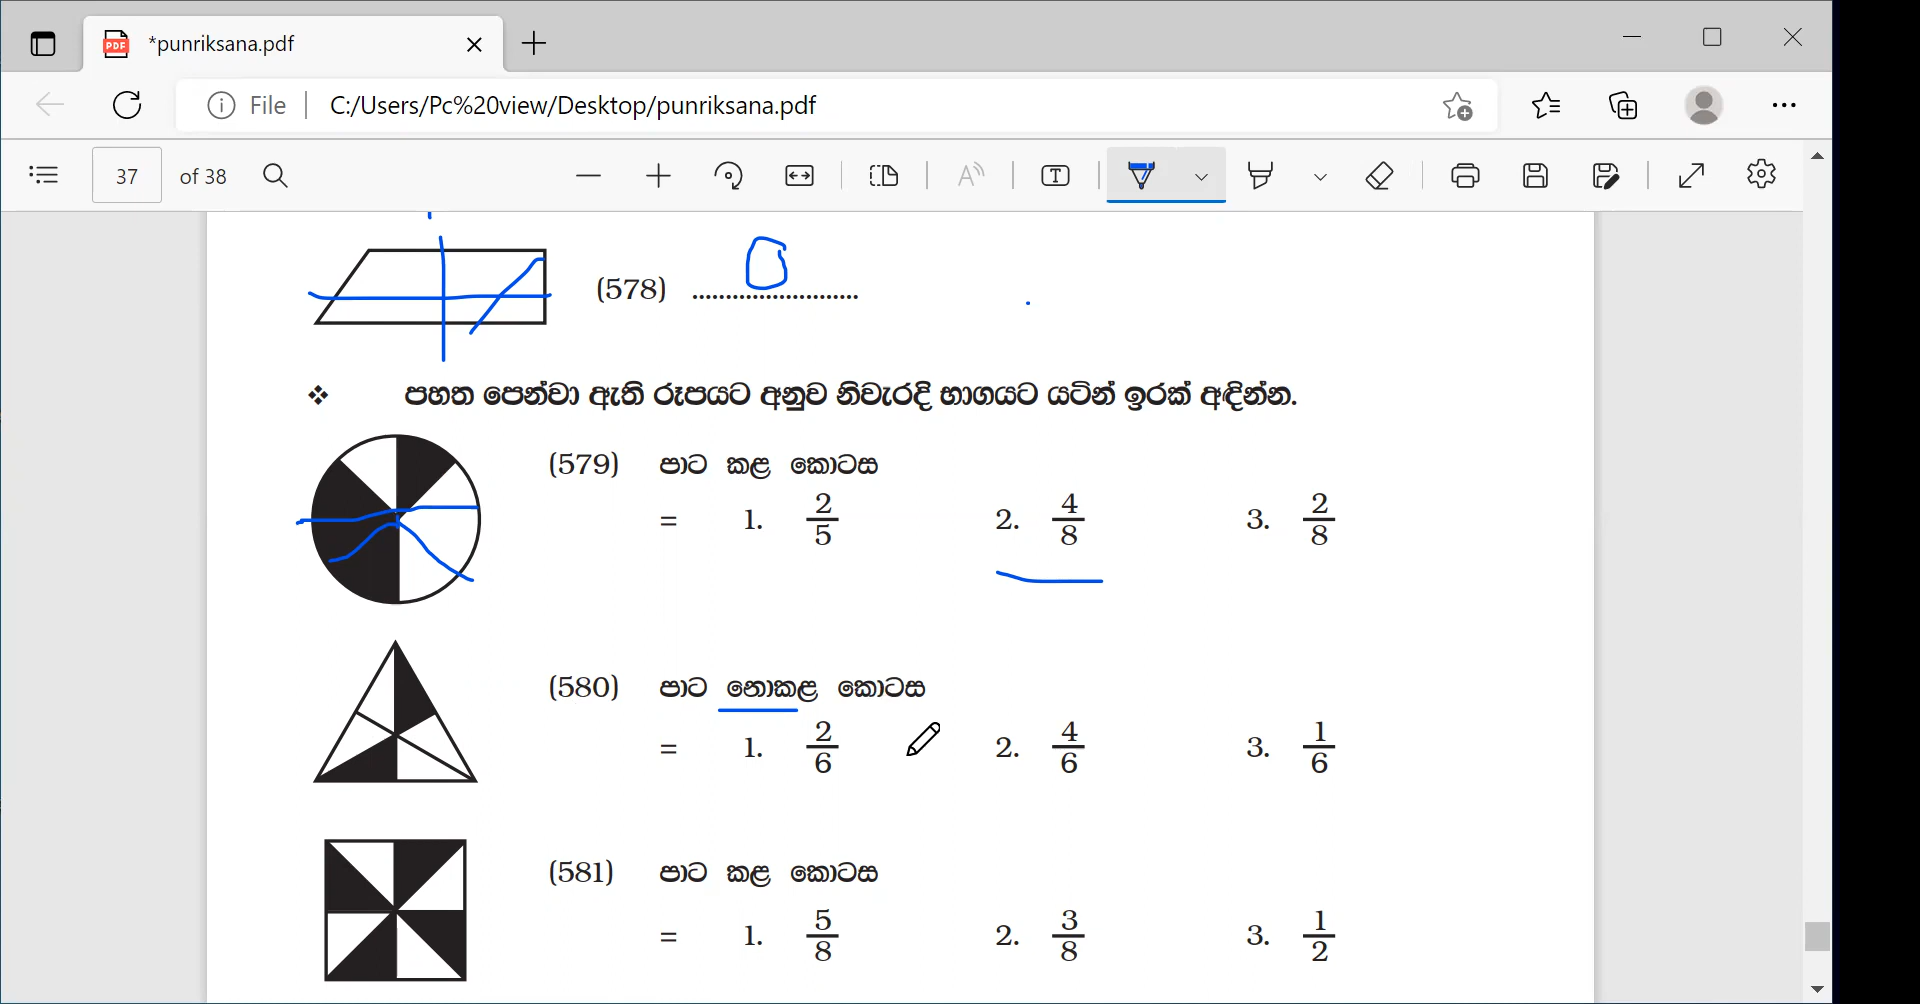 *punriksana.pdf
File C:/Users/Pc%20view/Desktop/punriksana.pdf
37 of 38
(578) ........................
❖ පහත පෙන්වා ඇති රූපයට අනුව නිවැරදි භාගයට යටින් ඉරක් අඳින්න.
(579) පාට කළ කොටස
= 1. 2/5 2. 4/8 3. 2/8
(580) පාට නොකළ කොටස
= 1. 2/6 2. 4/6 3. 1/6
(581) පාට කළ කොටස
= 1. 5/8 2. 3/8 3. 1/2